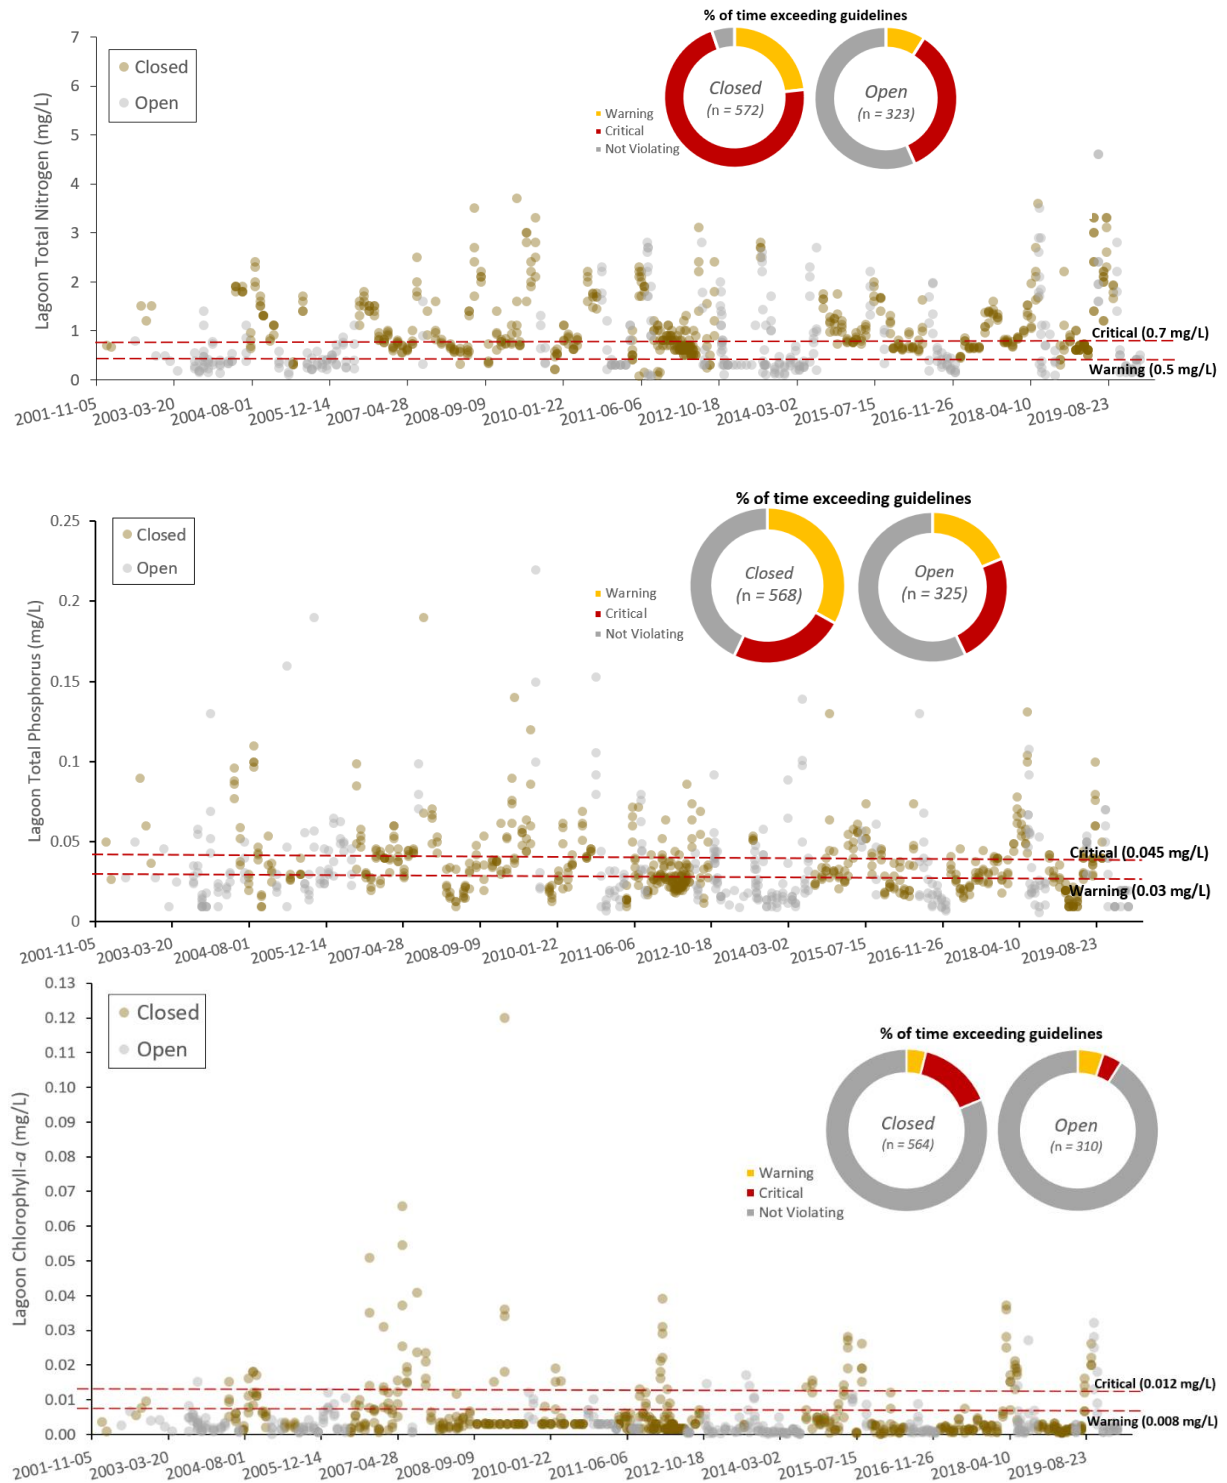 % of time exceeding guidelines
Lagoon Total Nitrogen (mg/L)
7
6
5
4
3
2
1
0
Closed
Open
Warning
Critical
Not Violating
Closed
(n = 572)
Open
(n = 323)
Critical (0.7 mg/L)
Warning (0.5 mg/L)
2001-11-05
2003-03-20
2004-08-01
2005-12-14
2007-04-28
2008-09-09
2010-01-22
2011-06-06
2012-10-18
2014-03-02
2015-07-15
2016-11-26
2018-04-10
2019-08-23
% of time exceeding guidelines
Lagoon Total Phosphorus (mg/L)
0.25
0.2
0.15
0.1
0.05
0
Closed
Open
Warning
Critical
Not Violating
Closed
(n = 568)
Open
(n = 325)
Critical (0.045 mg/L)
Warning (0.03 mg/L)
2001-11-05
2003-03-20
2004-08-01
2005-12-14
2007-04-28
2008-09-09
2010-01-22
2011-06-06
2012-10-18
2014-03-02
2015-07-15
2016-11-26
2018-04-10
2019-08-23
% of time exceeding guidelines
Lagoon Chlorophyll-a (mg/L)
0.13
0.12
0.11
0.10
0.09
0.08
0.07
0.06
0.05
0.04
0.03
0.02
0.01
0.00
Closed
Open
Warning
Critical
Not Violating
Closed
(n = 564)
Open
(n = 310)
Critical (0.012 mg/L)
Warning (0.008 mg/L)
2001-11-05
2003-03-20
2004-08-01
2005-12-14
2007-04-28
2008-09-09
2010-01-22
2011-06-06
2012-10-18
2014-03-02
2015-07-15
2016-11-26
2018-04-10
2019-08-23